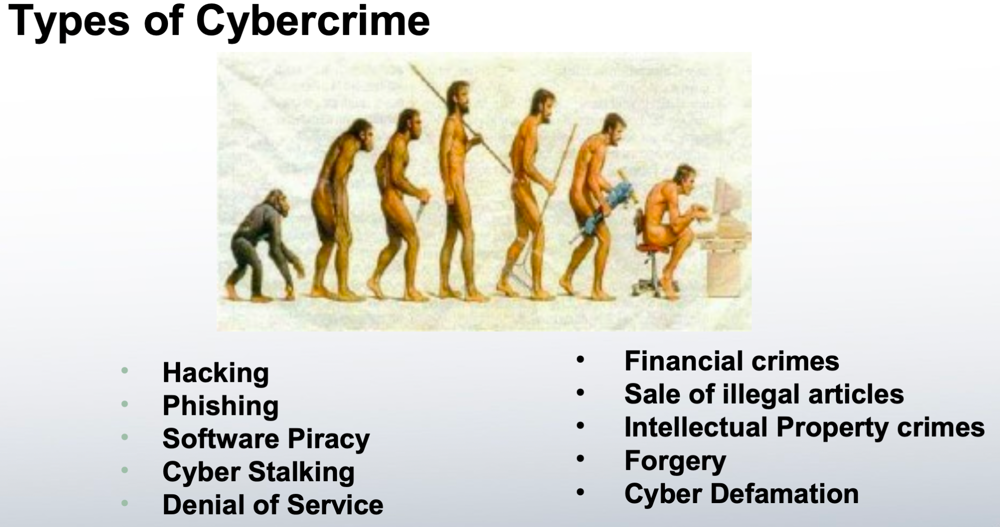 Types of Cybercrime
• Hacking
• Phishing
• Software Piracy
• Cyber Stalking
• Denial of Service
• Financial crimes
• Sale of illegal articles
• Intellectual Property crimes
• Forgery
• Cyber Defamation